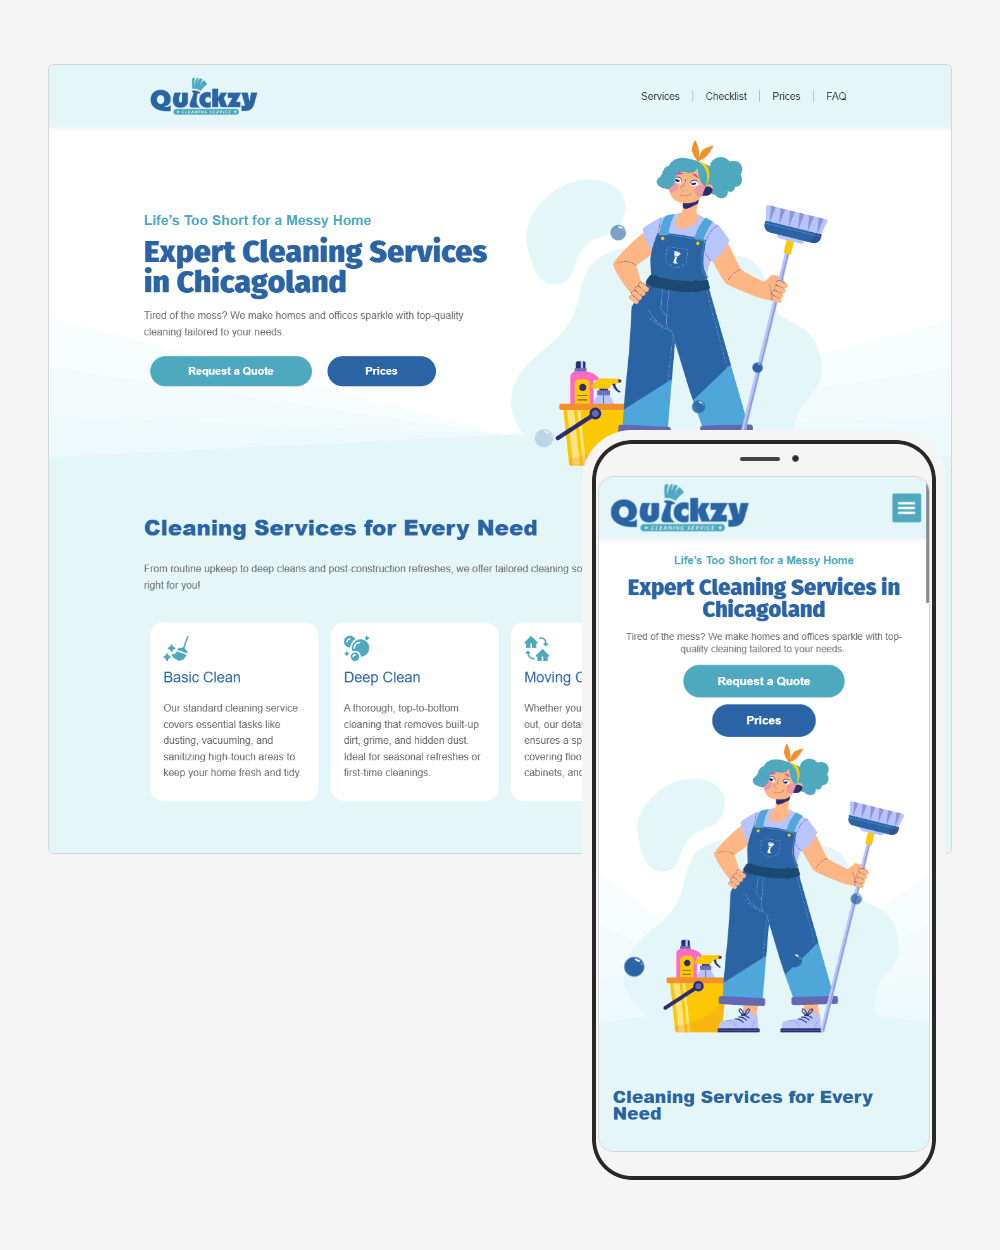 Quickzy
CLEANING SERVICE
Services
Checklist
Prices
FAQ
Life's Too Short for a Messy Home
Expert Cleaning Services
in Chicagoland
Tired of the mess? We make homes and offices sparkle with top-quality
cleaning tailored to your needs.
Request a Quote
Prices
Cleaning Services for Every Need
From routine upkeep to deep cleans and post-construction refreshes, we offer tailored cleaning so
right for you!
Basic Clean
Our standard cleaning service
covers essential tasks like
dusting, vacuuming, and
sanitizing high-touch areas to
keep your home fresh and tidy.
Deep Clean
A thorough, top-to-bottom
cleaning that removes built-up
dirt, grime, and hidden dust.
Ideal for seasonal refreshes or
first-time cleanings.
Moving C
Whether you
out, our deta
ensures a sp
covering floo
cabinets, and
Quickzy
CLEANING SERVICE
Life's Too Short for a Messy Home
Expert Cleaning Services in
Chicagoland
Tired of the mess? We make homes and offices sparkle with top-
quality cleaning tailored to your needs.
Request a Quote
Prices
Cleaning Services for Every
Need